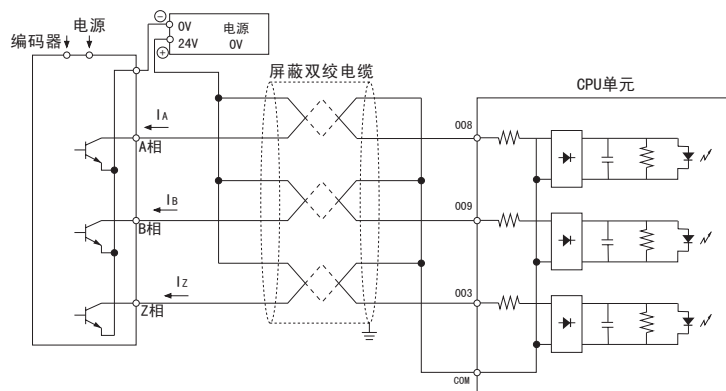 编码器 电源
⊖ 0V 电源
⊕ 24V 0V
屏蔽双绞电缆
CPU单元
IA
A相
008
IB
B相
009
IZ
Z相
003
COM